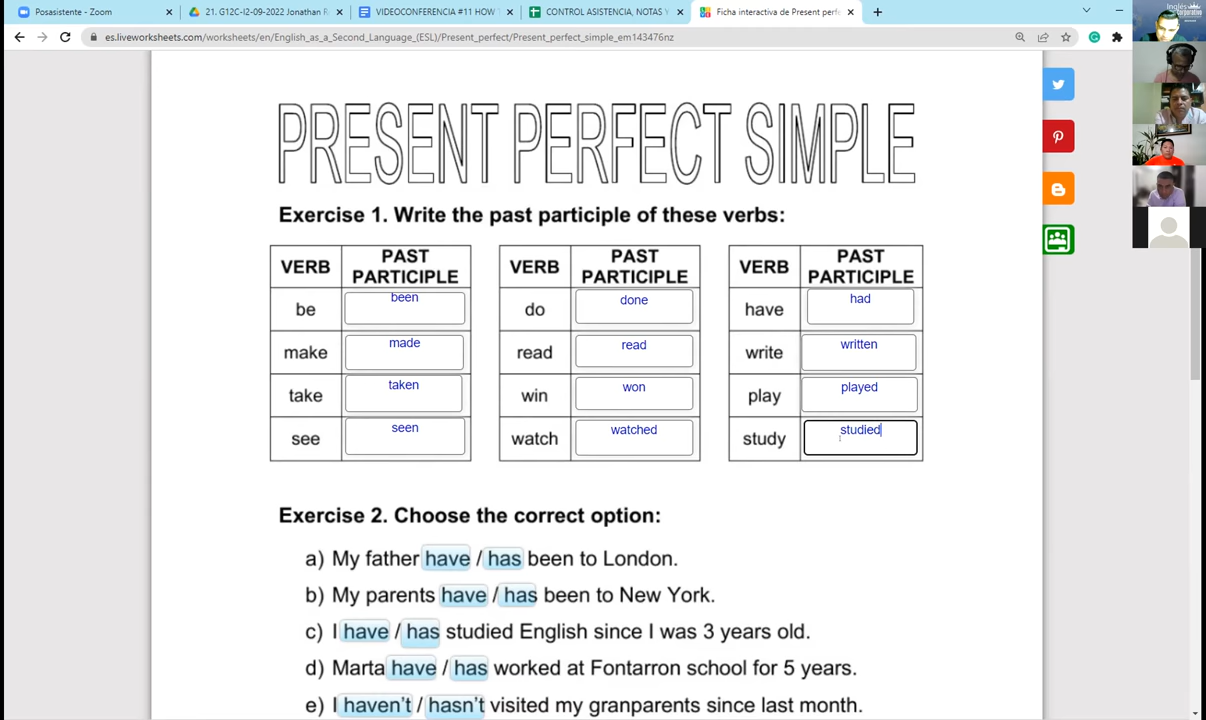 Posasistente - Zoom
21. G12C-I2-09-2022 Jonathan R
VIDEOCONFERENCIA #11 HOW
CONTROL ASISTENCIA, NOTAS Y
Ficha interactiva de Present perfe
es.liveworksheets.com/worksheets/en/English_as_a_Second_Language_(ESL)/Present_perfect/Present_perfect_simple_em143476nz
Inglés
Corporativo
PRESENT PERFECT SIMPLE
Exercise 1. Write the past participle of these verbs:
VERB PAST PARTICIPLE
be been
make made
take taken
see seen
VERB PAST PARTICIPLE
do done
read read
win won
watch watched
VERB PAST PARTICIPLE
have had
write written
play played
study studied
Exercise 2. Choose the correct option:
a) My father have / has been to London.
b) My parents have / has been to New York.
c) I have / has studied English since I was 3 years old.
d) Marta have / has worked at Fontarron school for 5 years.
e) I haven't / hasn't visited my granparents since last month.